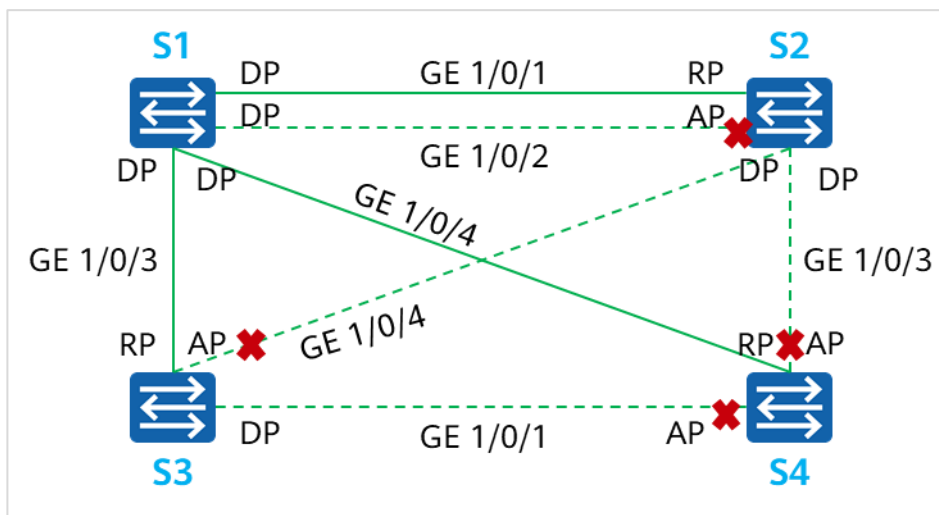 S1
S2
DP
GE 1/0/1
RP
DP
AP
GE 1/0/2
DP
DP
DP
DP
GE 1/0/4
GE 1/0/3
GE 1/0/3
GE 1/0/4
RP
AP
RP
AP
DP
GE 1/0/1
AP
S3
S4